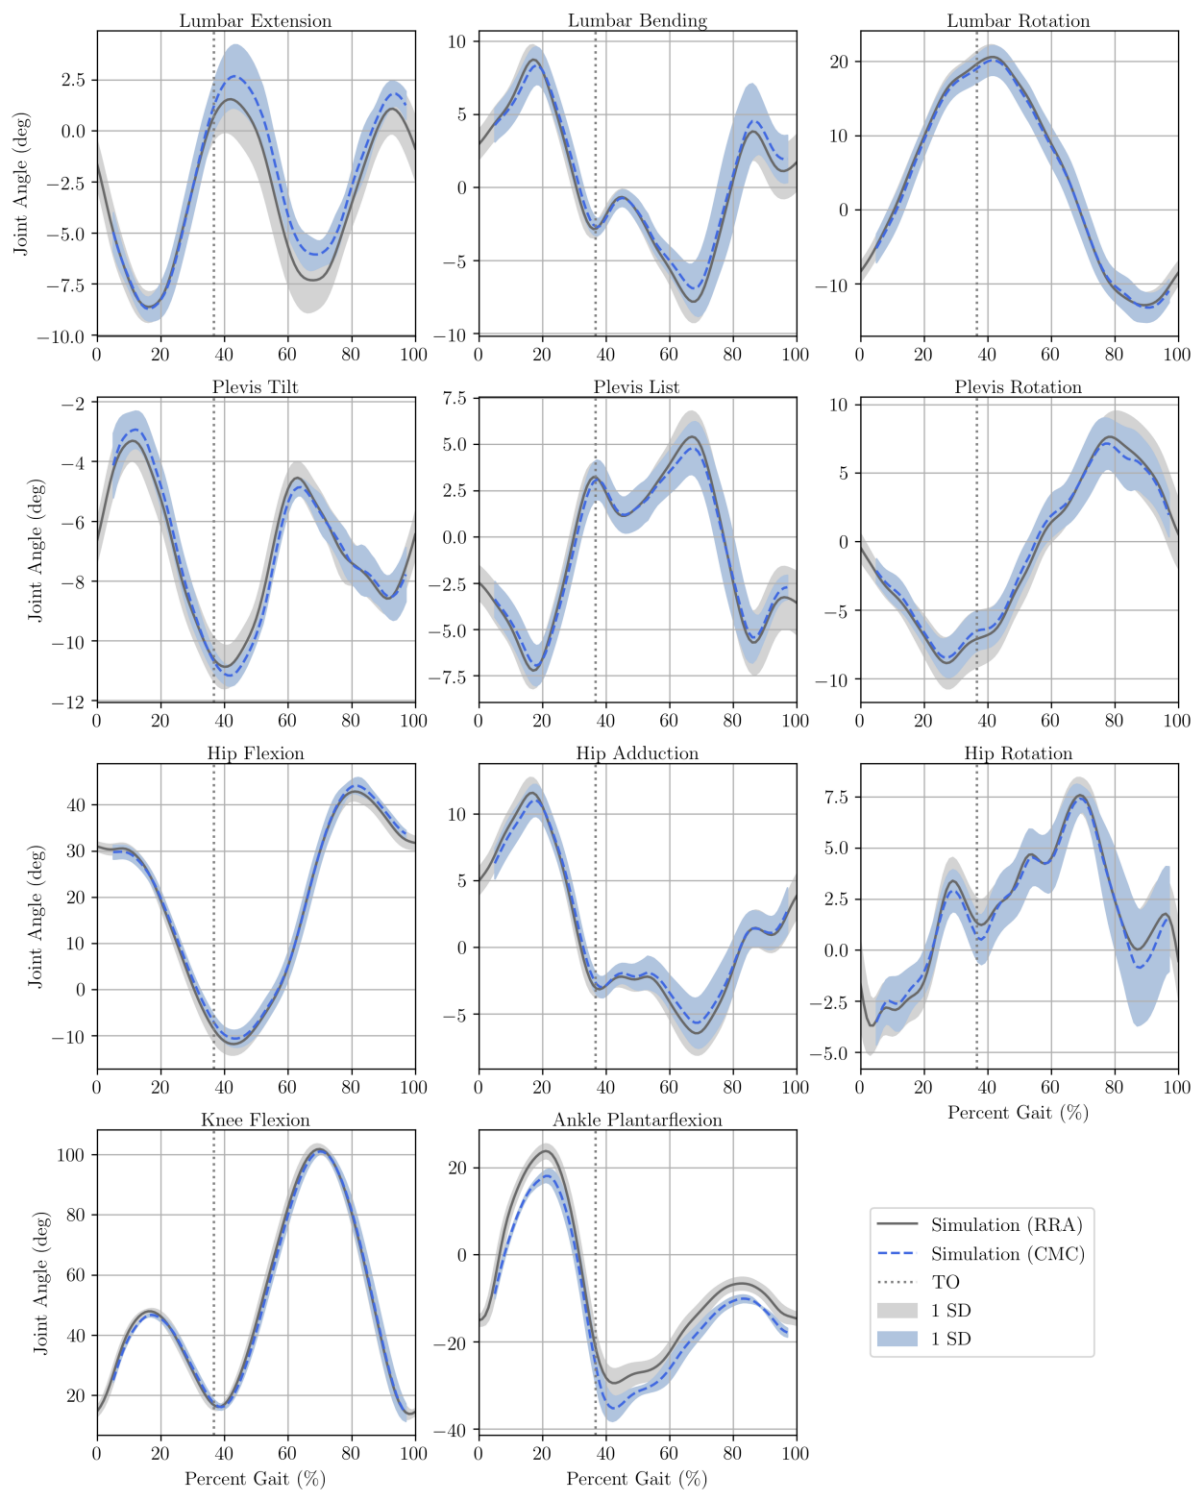 Lumbar Extension
Joint Angle (deg)
2.5
0.0
−2.5
−5.0
−7.5
−10.0
0 20 40 60 80 100
Lumbar Bending
10
5
0
−5
−10
0 20 40 60 80 100
Lumbar Rotation
20
10
0
−10
0 20 40 60 80 100
Plevis Tilt
Joint Angle (deg)
−2
−4
−6
−8
−10
−12
0 20 40 60 80 100
Plevis List
7.5
5.0
2.5
0.0
−2.5
−5.0
−7.5
0 20 40 60 80 100
Plevis Rotation
10
5
0
−5
−10
0 20 40 60 80 100
Hip Flexion
Joint Angle (deg)
40
30
20
10
0
−10
0 20 40 60 80 100
Hip Adduction
10
5
0
−5
0 20 40 60 80 100
Hip Rotation
7.5
5.0
2.5
0.0
−2.5
−5.0
0 20 40 60 80 100
Percent Gait (%)
Knee Flexion
Joint Angle (deg)
100
80
60
40
20
0 20 40 60 80 100
Percent Gait (%)
Ankle Plantarflexion
20
0
−20
−40
0 20 40 60 80 100
Percent Gait (%)
Simulation (RRA)
Simulation (CMC)
TO
1 SD
1 SD